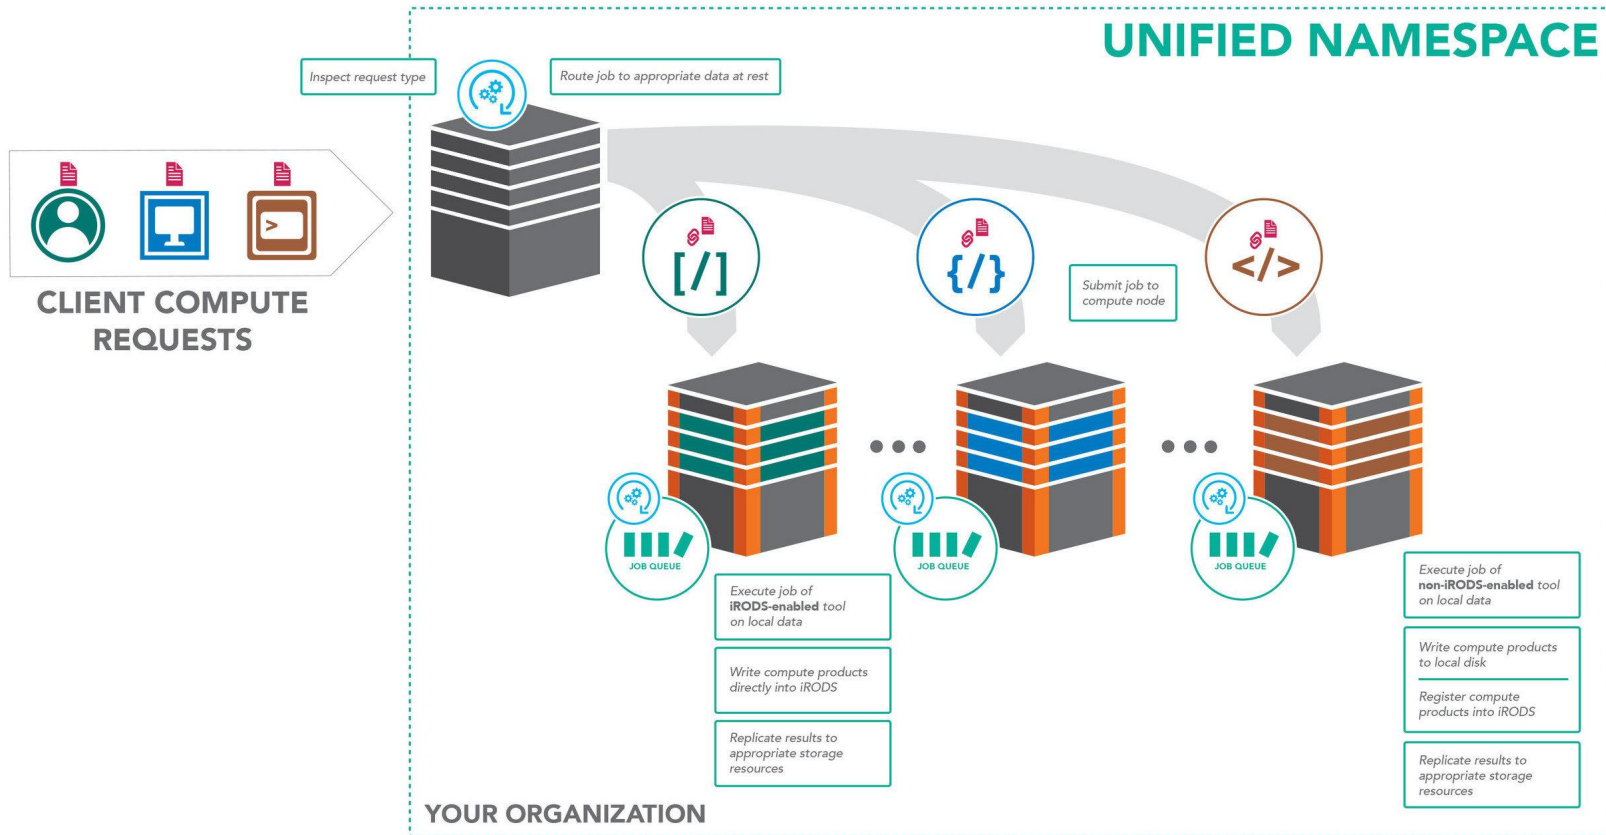 UNIFIED NAMESPACE
Inspect request type
Route job to appropriate data at rest
>
CLIENT COMPUTE
REQUESTS
[/]
{/}
</>
Submit job to
compute node
JOB QUEUE
JOB QUEUE
JOB QUEUE
Execute job of
iRODS-enabled tool
on local data
Write compute products
directly into iRODS
Replicate results to
appropriate storage
resources
Execute job of
non-iRODS-enabled tool
on local data
Write compute products
to local disk
Register compute
products into iRODS
Replicate results to
appropriate storage
resources
YOUR ORGANIZATION